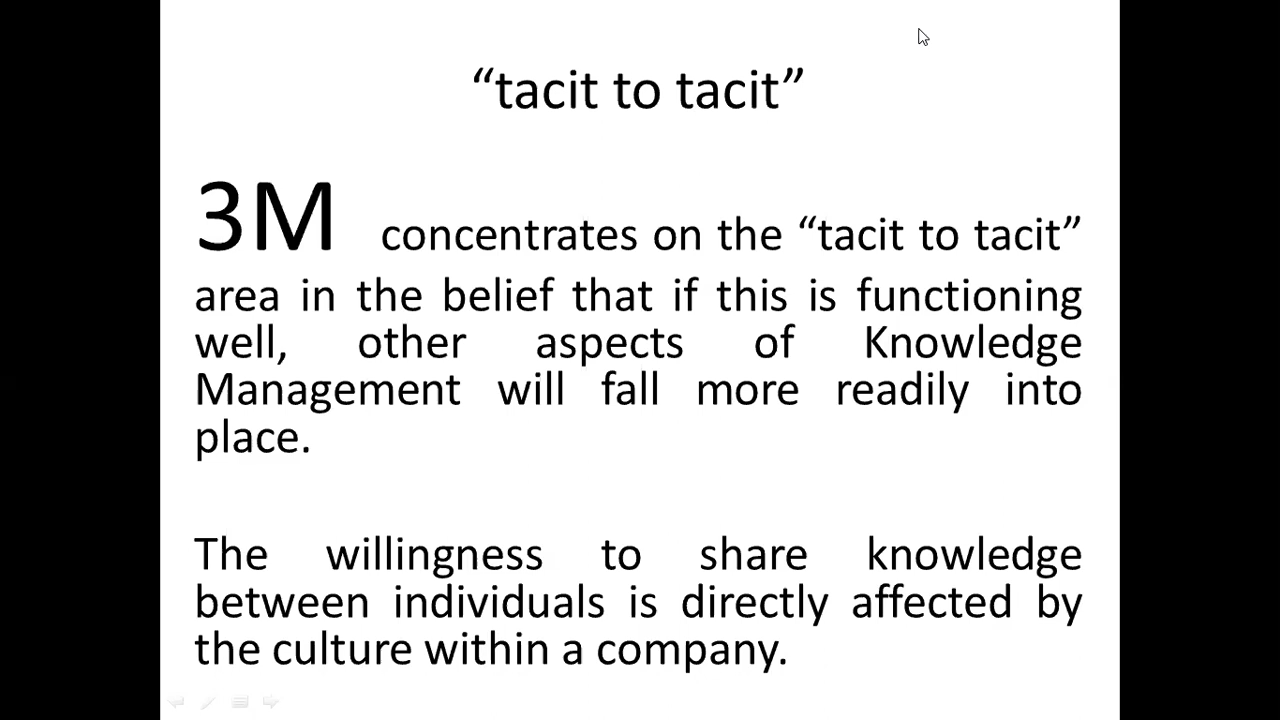 “tacit to tacit”
3M concentrates on the “tacit to tacit”
area in the belief that if this is functioning
well, other aspects of Knowledge
Management will fall more readily into
place.
The willingness to share knowledge
between individuals is directly affected by
the culture within a company.